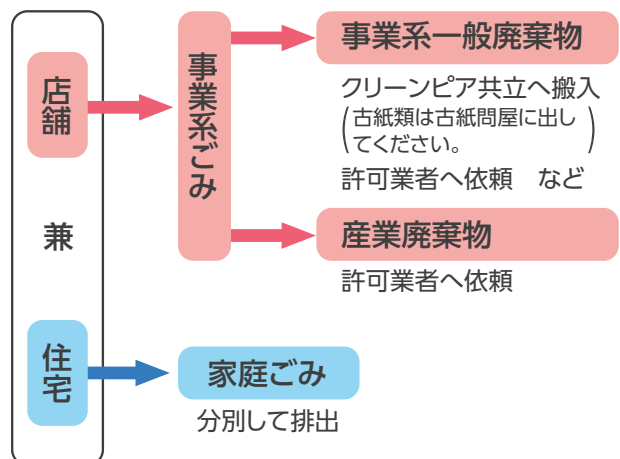 店舗
兼
住宅
事業系ごみ
事業系一般廃棄物
クリーンピア共立へ搬入
(古紙類は古紙問屋に出し
てください。)
許可業者へ依頼　など
産業廃棄物
許可業者へ依頼
家庭ごみ
分別して排出